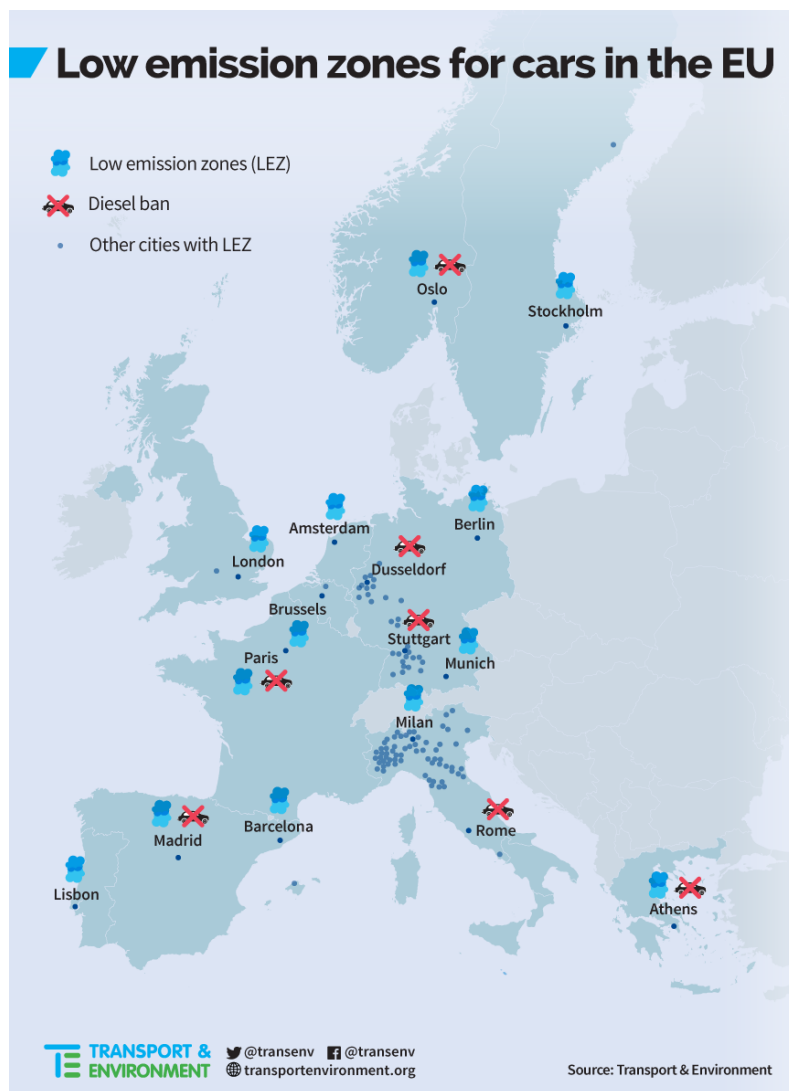 Low emission zones for cars in the EU
Low emission zones (LEZ)
Diesel ban
Other cities with LEZ
Oslo
Stockholm
Amsterdam
Berlin
London
Dusseldorf
Brussels
Stuttgart
Paris
Munich
Milan
Barcelona
Madrid
Rome
Lisbon
Athens
TRANSPORT &
ENVIRONMENT
@transenv @transenv
transportenvironment.org
Source: Transport & Environment